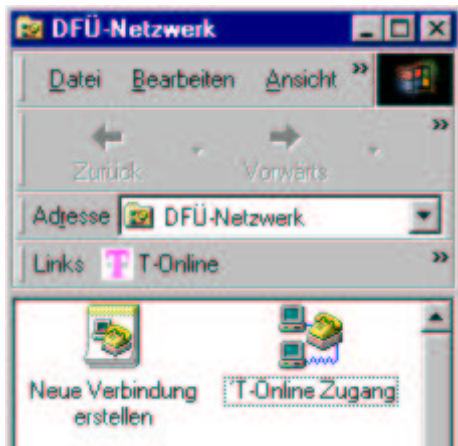 DFÜ-Netzwerk
Datei Bearbeiten Ansicht »
Zurück Vorwärts »
Adresse DFÜ-Netzwerk
Links T T-Online »
Neue Verbindung erstellen
T-Online Zugang